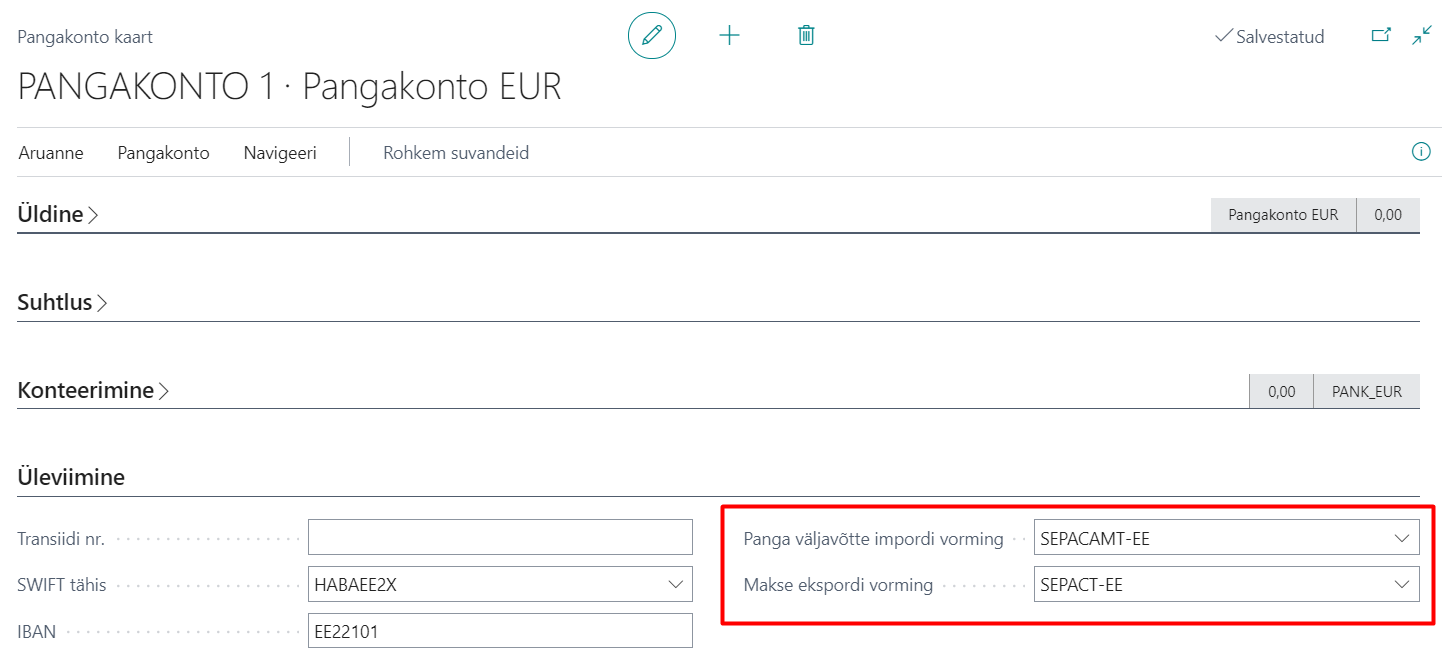 Pangakonto kaart
Salvestatud
PANGAKONTO 1 · Pangakonto EUR
Aruanne Pangakonto Navigeeri Rohkem suvandeid
Üldine
Pangakonto EUR 0,00
Suhtlus
Konteerimine
0,00 PANK_EUR
Üleviimine
Transiidi nr.
Panga väljavõtte impordi vorming SEPACAMT-EE
SWIFT tähis HABAEE2X
Makse ekspordi vorming SEPACT-EE
IBAN EE22101